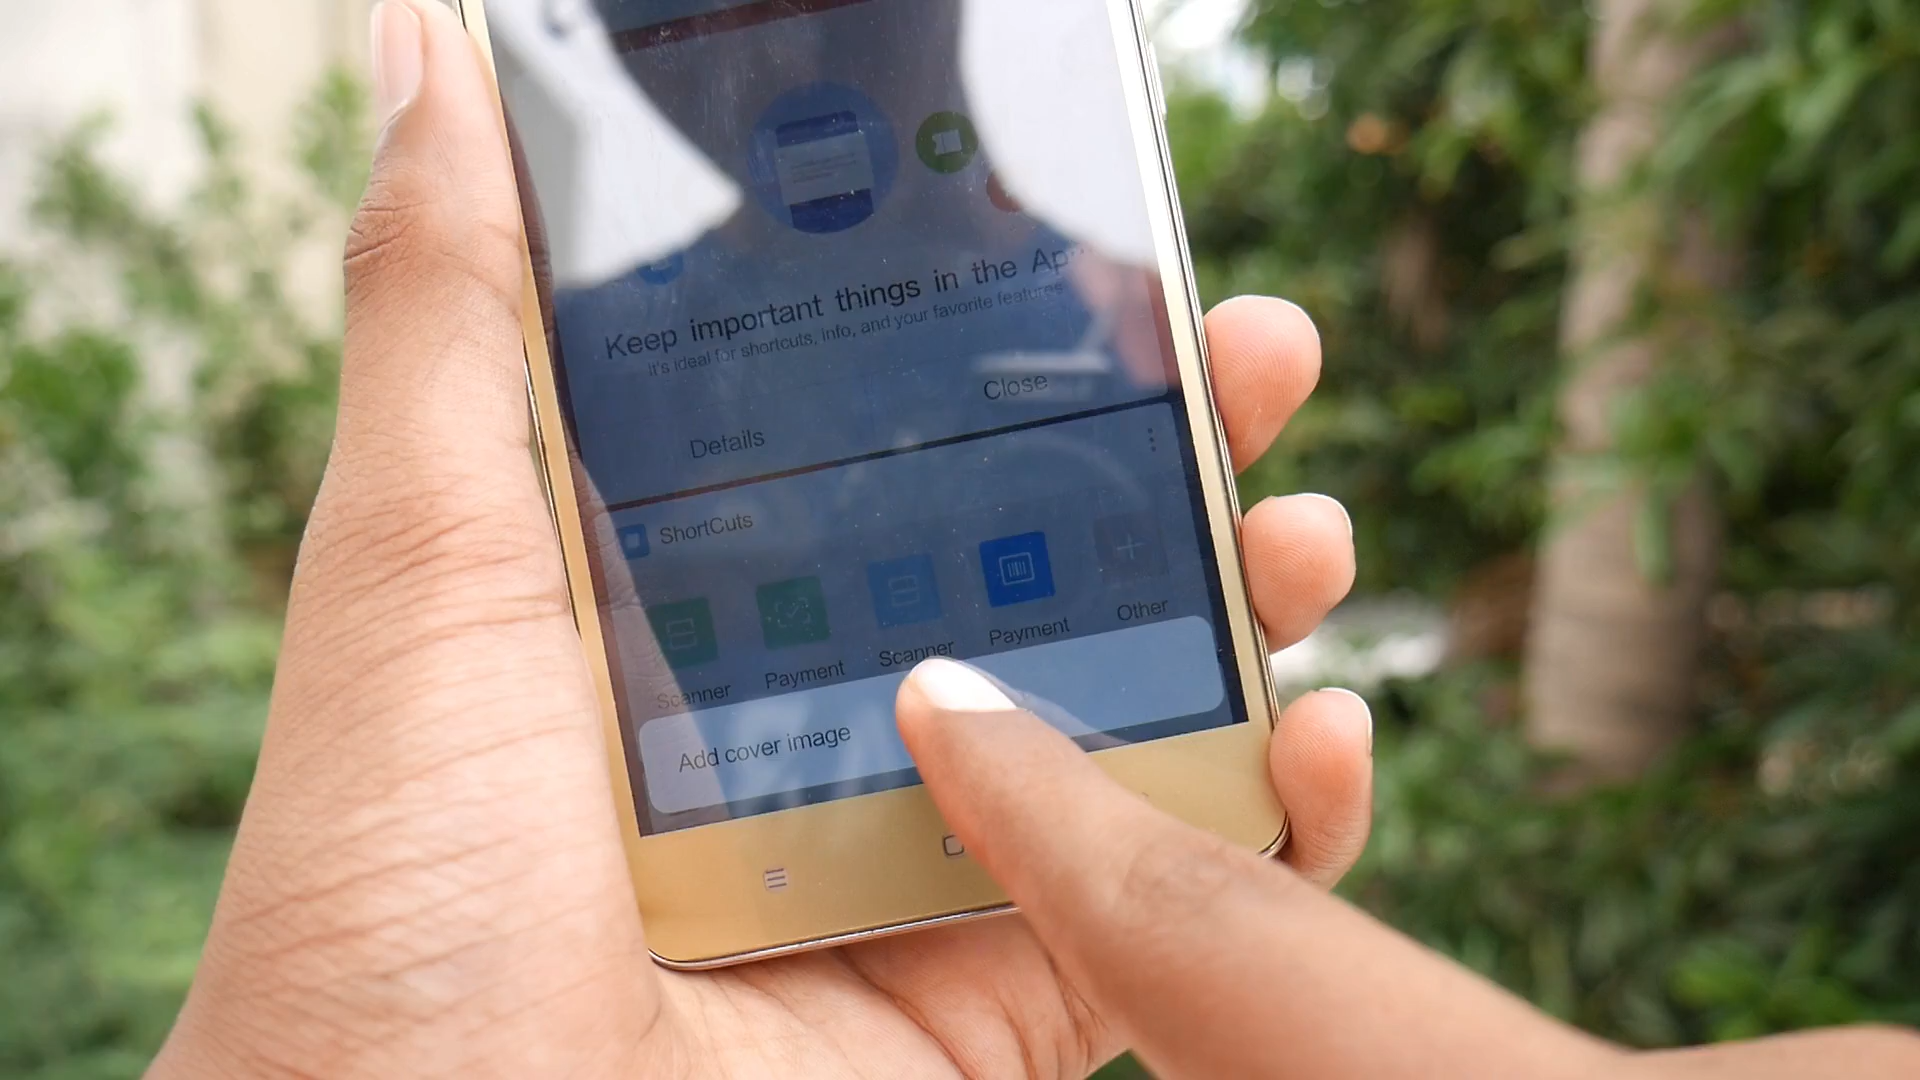 Keep important things in the Ap...
It's ideal for shortcuts, info, and your favorite features
Details
Close
ShortCuts
Scanner
Payment
Scanner
Payment
Other
Add cover image